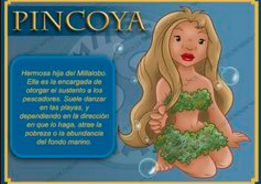 PINCOYA
Hermosa hija del Millalobo.
Ella es la encargada de
otorgar el sustento a los
pescadores. Suele danzar
en las playas, y
dependiendo en la dirección
en que lo haga, atrae la
pobreza o la abundancia
del fondo marino.